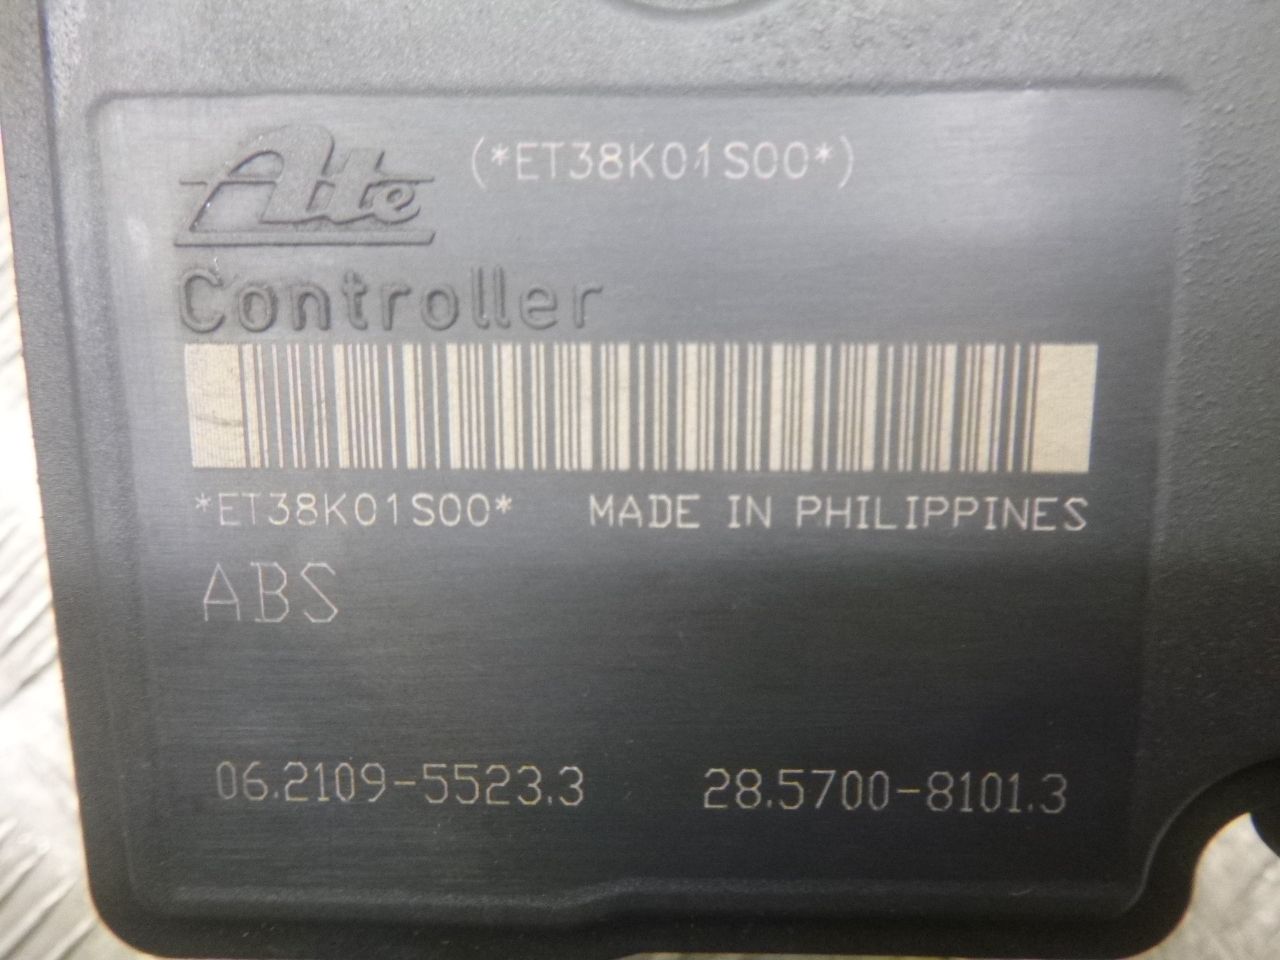 Ate (*ET38K01S00*)
Controller
*ET38K01S00* MADE IN PHILIPPINES
ABS
06.2109-5523.3 28.5700-8101.3